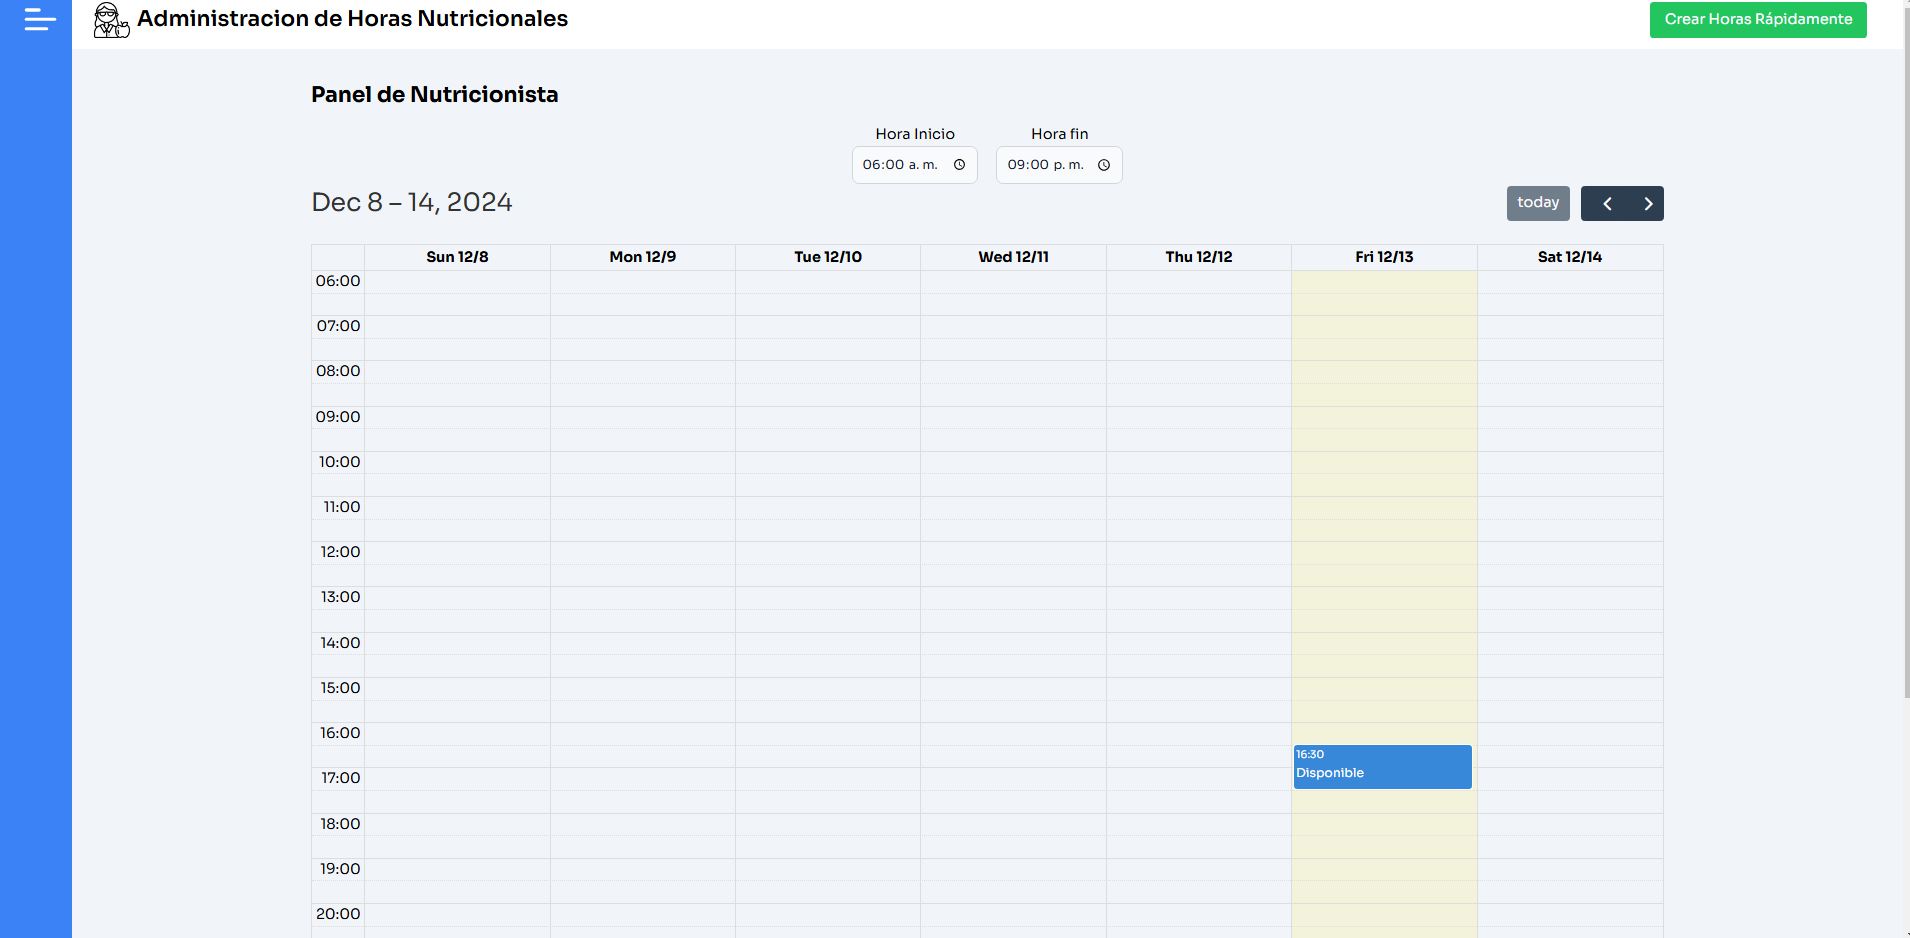 Administracion de Horas Nutricionales
Crear Horas Rápidamente
Panel de Nutricionista
Hora Inicio
Hora fin
06:00 a. m.
09:00 p. m.
Dec 8 – 14, 2024
today
Sun 12/8
Mon 12/9
Tue 12/10
Wed 12/11
Thu 12/12
Fri 12/13
Sat 12/14
06:00
07:00
08:00
09:00
10:00
11:00
12:00
13:00
14:00
15:00
16:00
16:30
Disponible
17:00
18:00
19:00
20:00